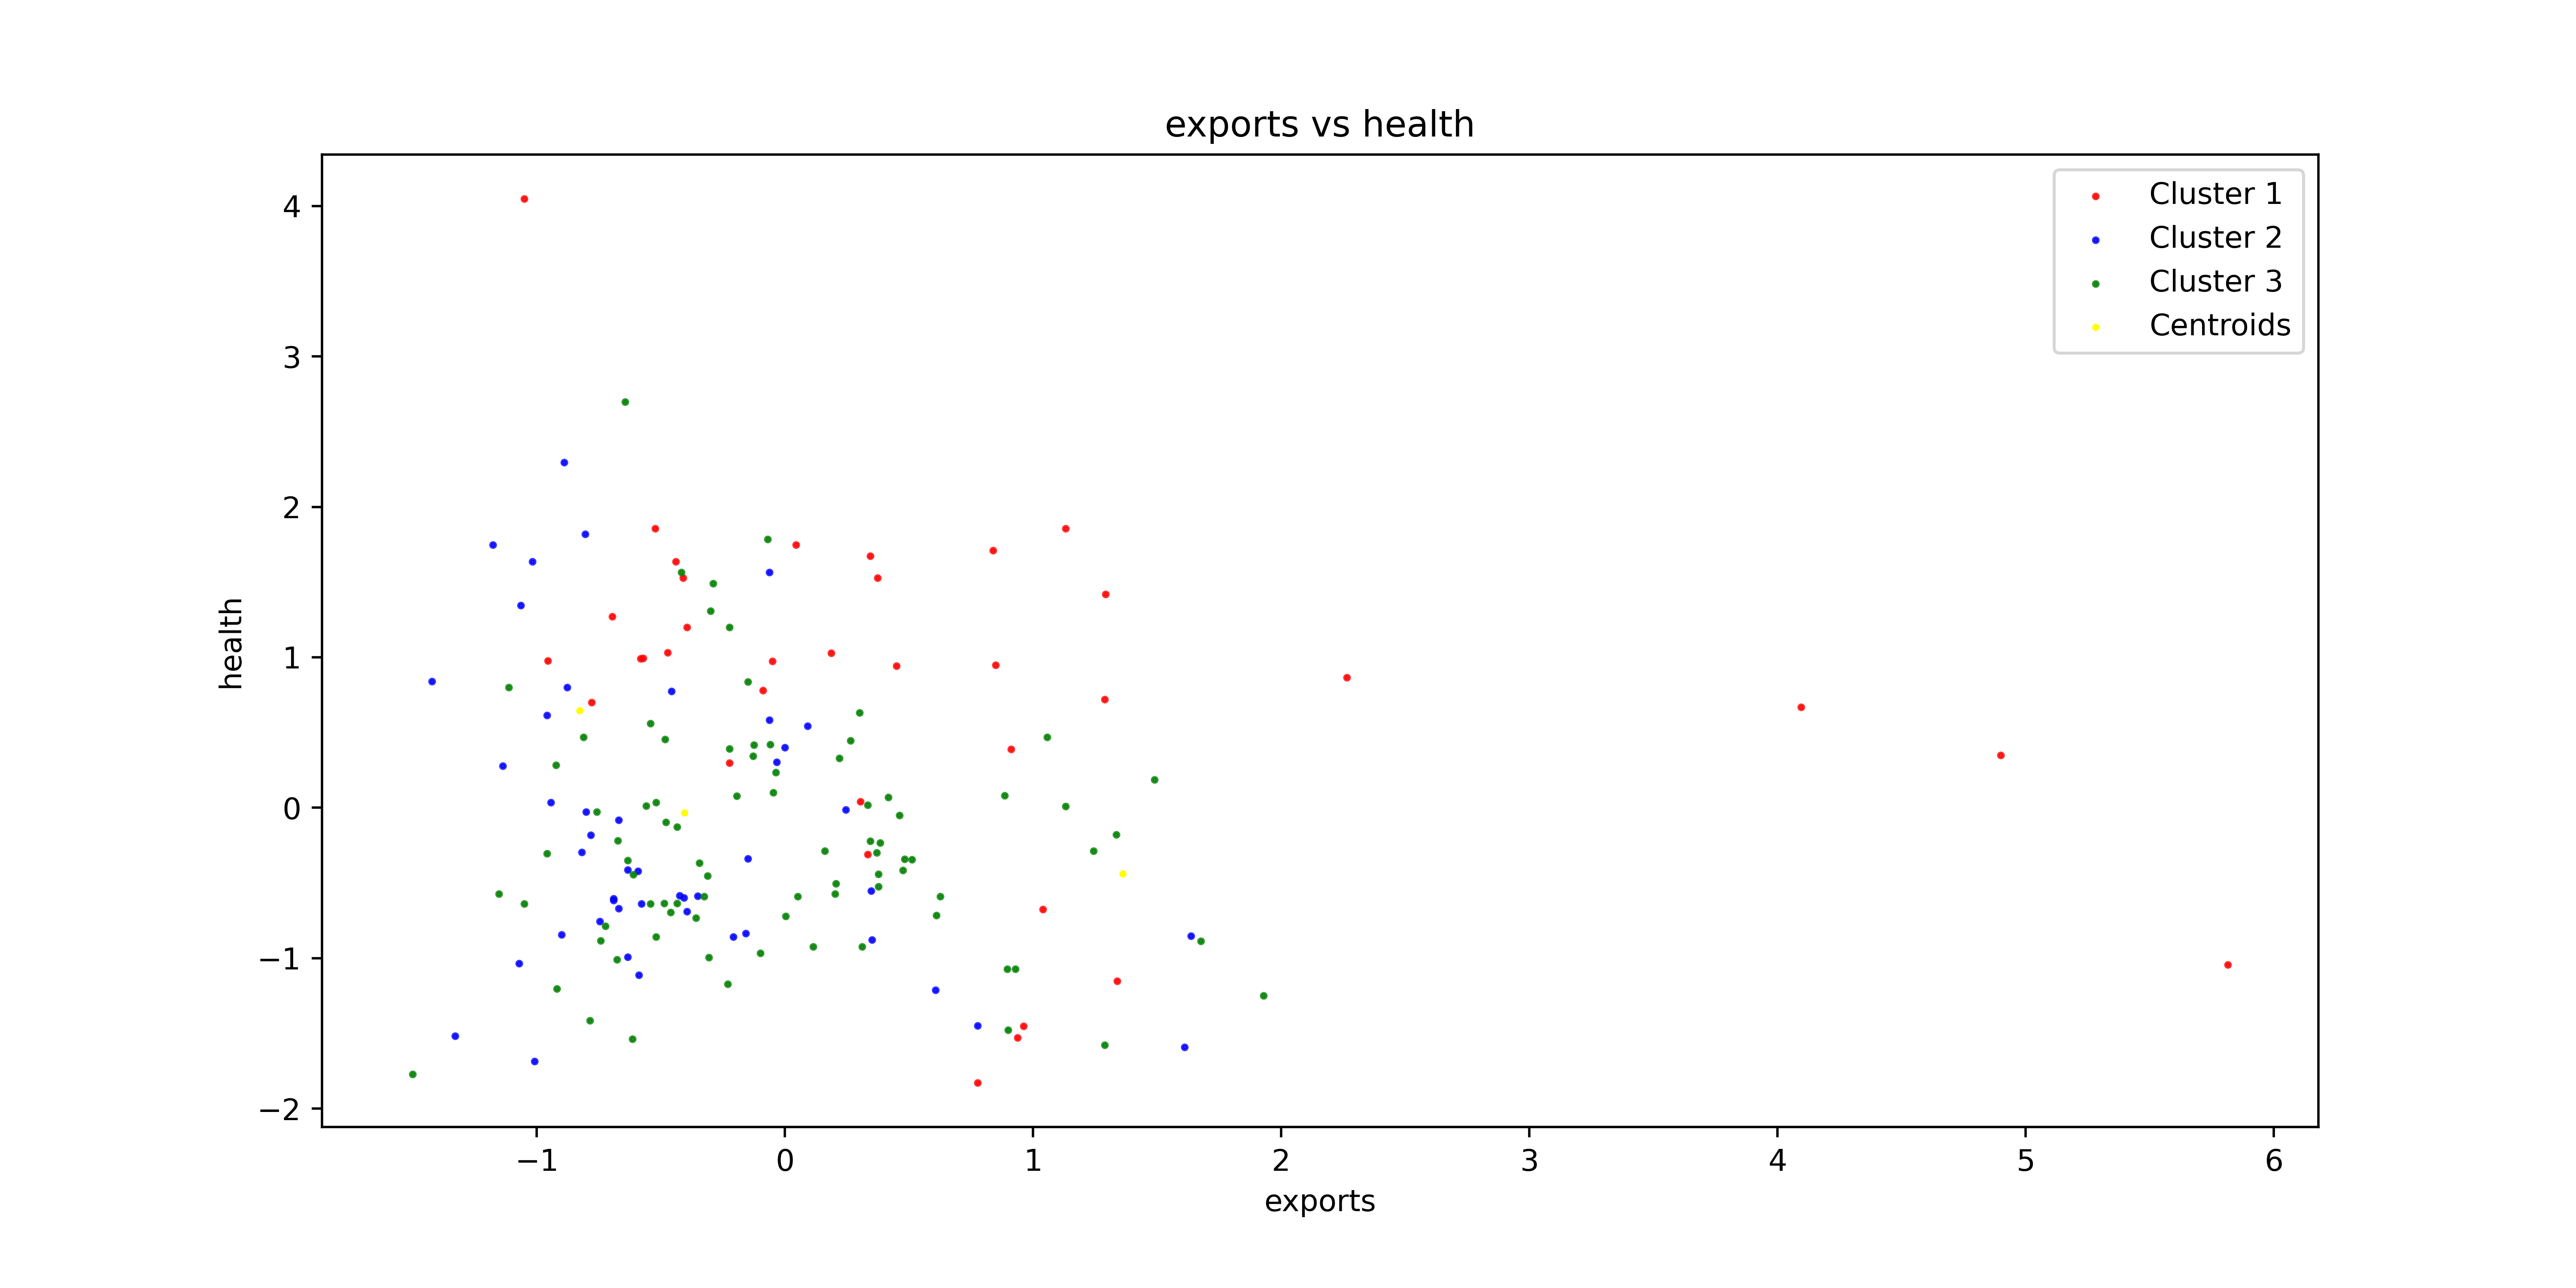 exports vs health
Cluster 1
Cluster 2
Cluster 3
Centroids
4
3
2
1
0
−1
−2
health
−1 0 1 2 3 4 5 6
exports